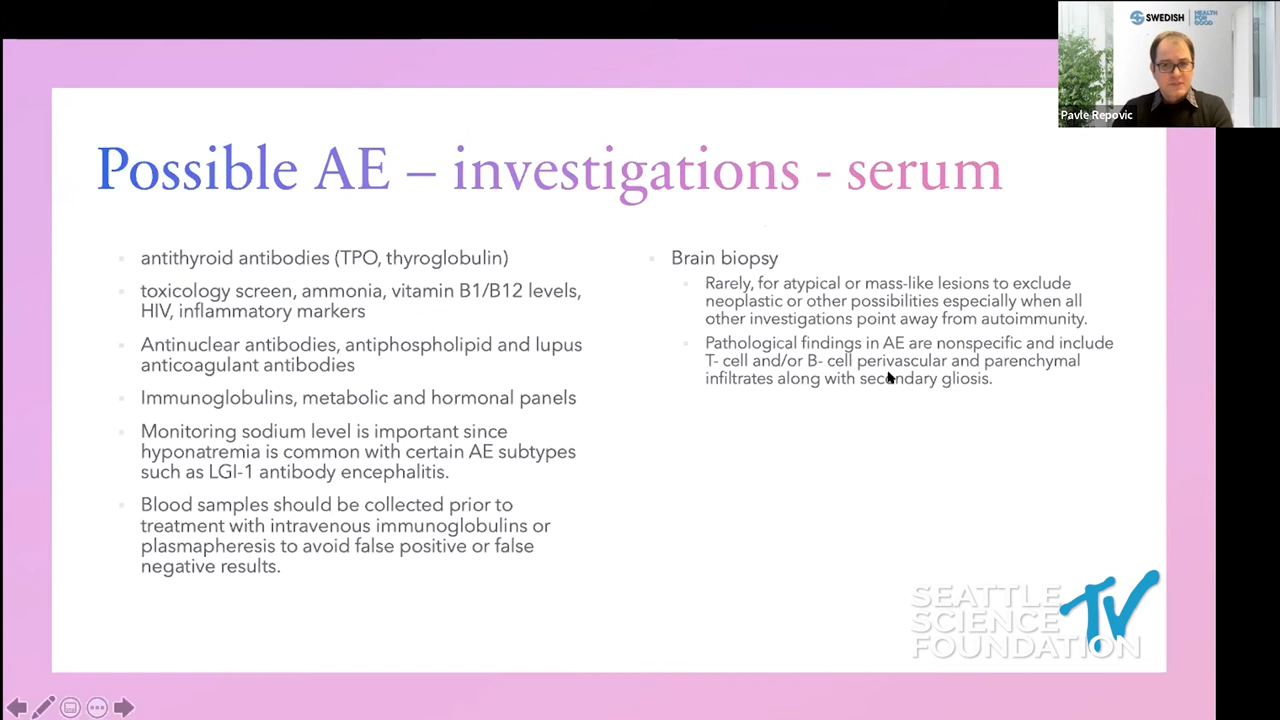 SWEDISH
HEALTH
FOR
GOOD
Pavle Repovic
Possible AE – investigations - serum
antithyroid antibodies (TPO, thyroglobulin)
toxicology screen, ammonia, vitamin B1/B12 levels,
HIV, inflammatory markers
Antinuclear antibodies, antiphospholipid and lupus
anticoagulant antibodies
Immunoglobulins, metabolic and hormonal panels
Monitoring sodium level is important since
hyponatremia is common with certain AE subtypes
such as LGI-1 antibody encephalitis.
Blood samples should be collected prior to
treatment with intravenous immunoglobulins or
plasmapheresis to avoid false positive or false
negative results.
Brain biopsy
Rarely, for atypical or mass-like lesions to exclude
neoplastic or other possibilities especially when all
other investigations point away from autoimmunity.
Pathological findings in AE are nonspecific and include
T- cell and/or B- cell perivascular and parenchymal
infiltrates along with secondary gliosis.
SEATTLE
SCIENCE
FOUNDATION
TV